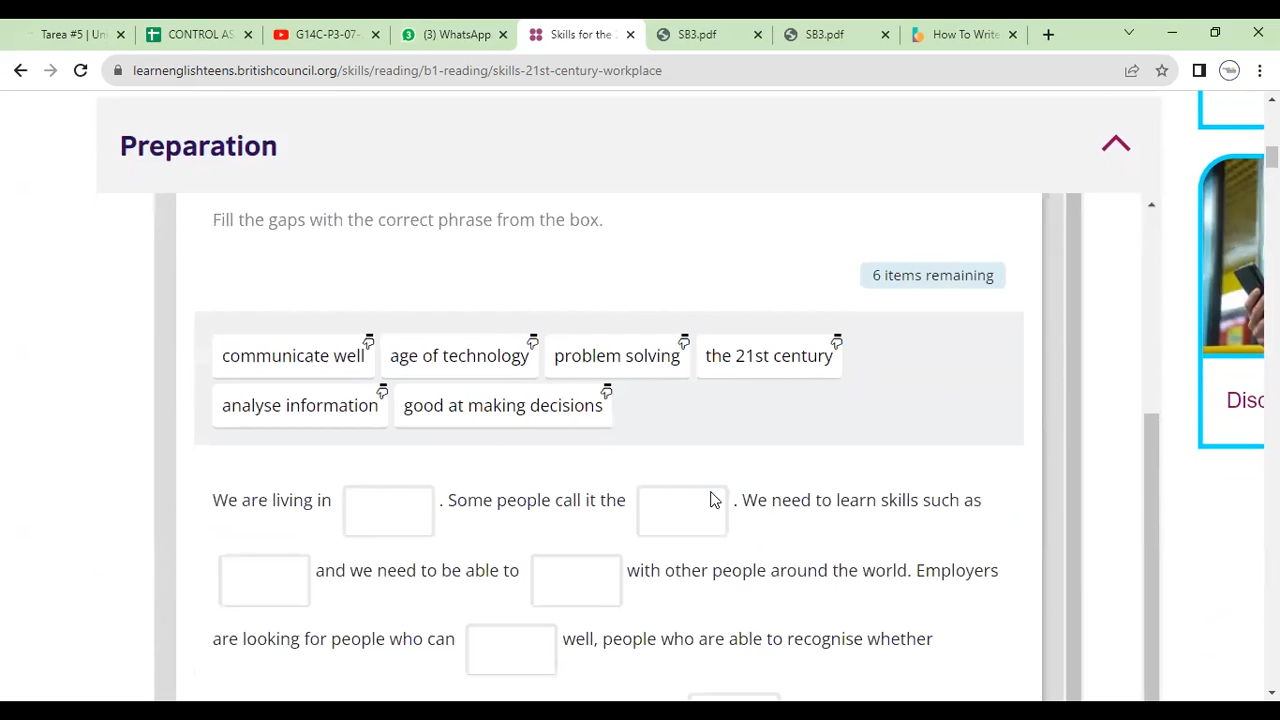 Tarea #5 | Uni
CONTROL AS
G14C-P3-07-
(3) WhatsApp
Skills for the 2
SB3.pdf
SB3.pdf
How To Write
learnenglishteens.britishcouncil.org/skills/reading/b1-reading/skills-21st-century-workplace
Preparation
Fill the gaps with the correct phrase from the box.
6 items remaining
communicate well
age of technology
problem solving
the 21st century
analyse information
good at making decisions
Disc
We are living in . Some people call it the . We need to learn skills such as
and we need to be able to with other people around the world. Employers
are looking for people who can well, people who are able to recognise whether